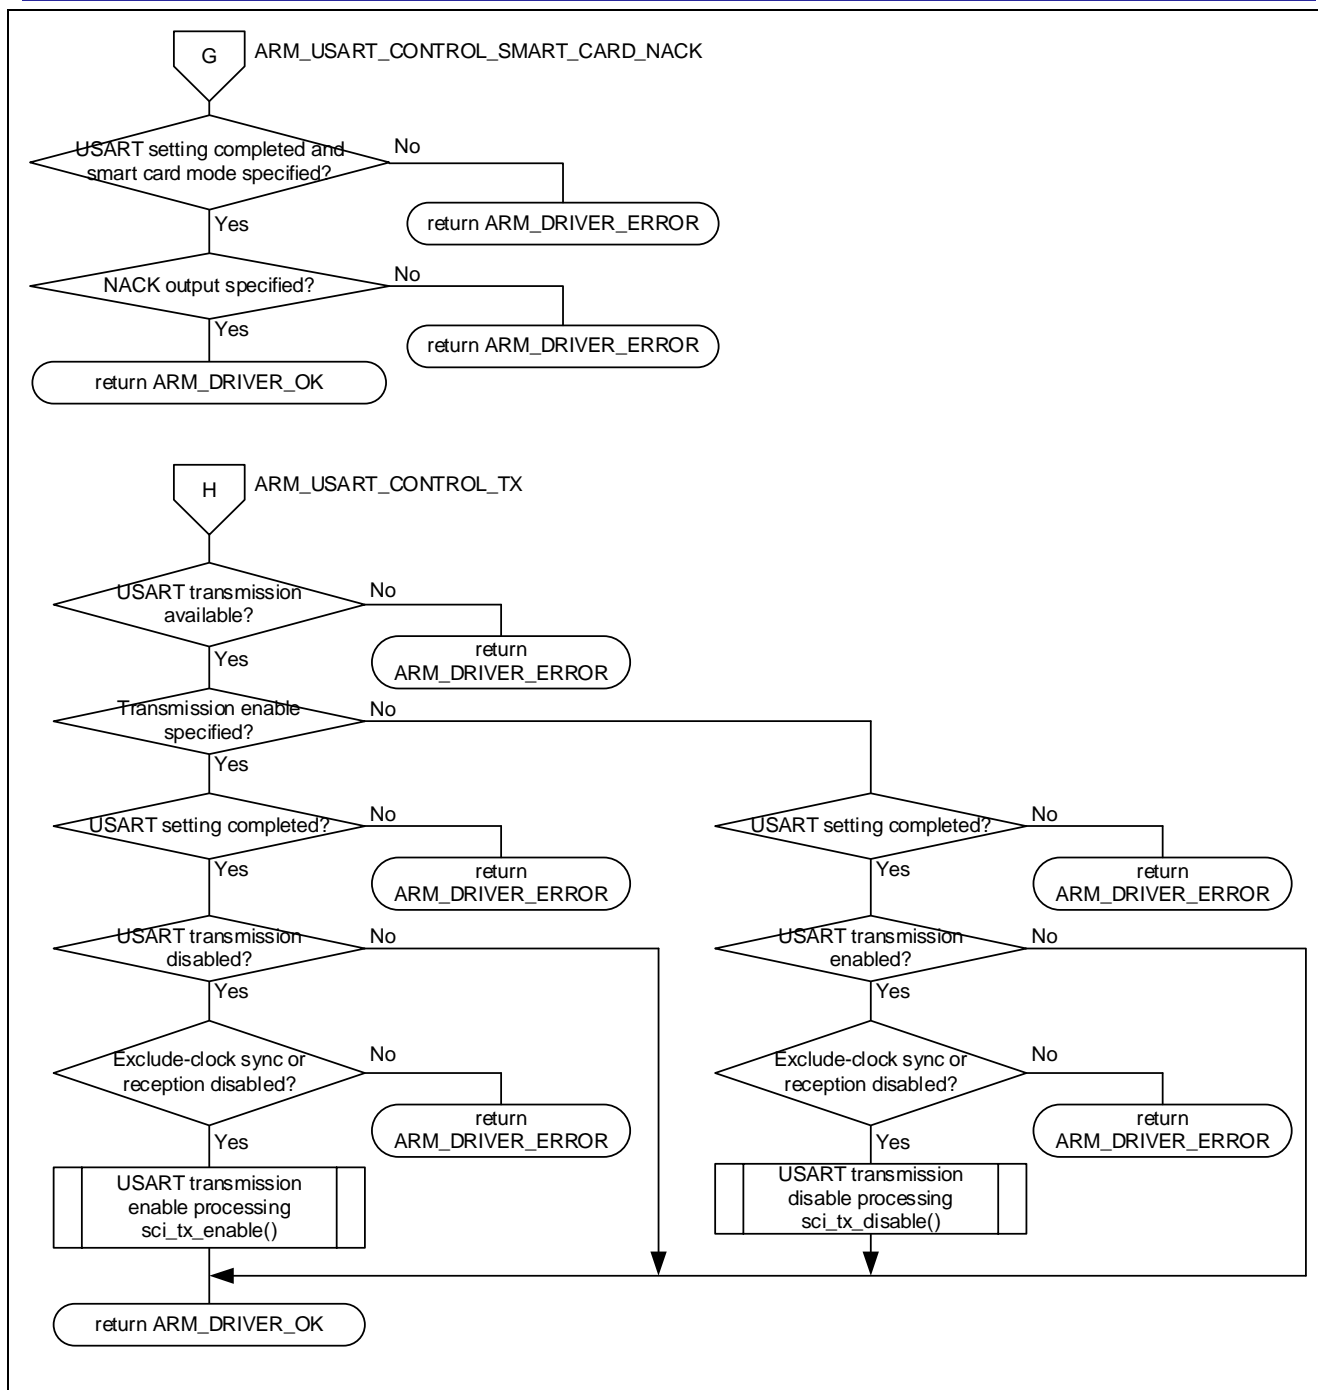 G
ARM_USART_CONTROL_SMART_CARD_NACK
USART setting completed and
smart card mode specified?
No
return ARM_DRIVER_ERROR
Yes
NACK output specified?
No
return ARM_DRIVER_ERROR
Yes
return ARM_DRIVER_OK
H
ARM_USART_CONTROL_TX
USART transmission
available?
No
return
ARM_DRIVER_ERROR
Yes
Transmission enable
specified?
No
Yes
USART setting completed?
No
return
ARM_DRIVER_ERROR
Yes
USART transmission
disabled?
No
Yes
Exclude-clock sync or
reception disabled?
No
return
ARM_DRIVER_ERROR
Yes
USART transmission
enable processing
sci_tx_enable()
USART setting completed?
No
return
ARM_DRIVER_ERROR
Yes
USART transmission
enabled?
No
Yes
Exclude-clock sync or
reception disabled?
No
return
ARM_DRIVER_ERROR
Yes
USART transmission
disable processing
sci_tx_disable()
return ARM_DRIVER_OK